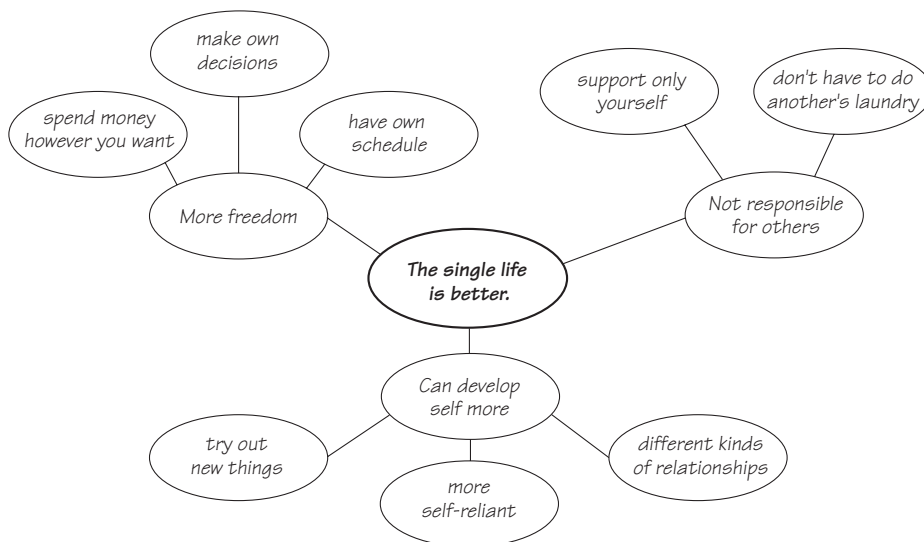 make own
decisions
spend money
however you want
have own
schedule
More freedom
support only
yourself
don't have to do
another's laundry
Not responsible
for others
The single life
is better.
Can develop
self more
try out
new things
more
self-reliant
different kinds
of relationships